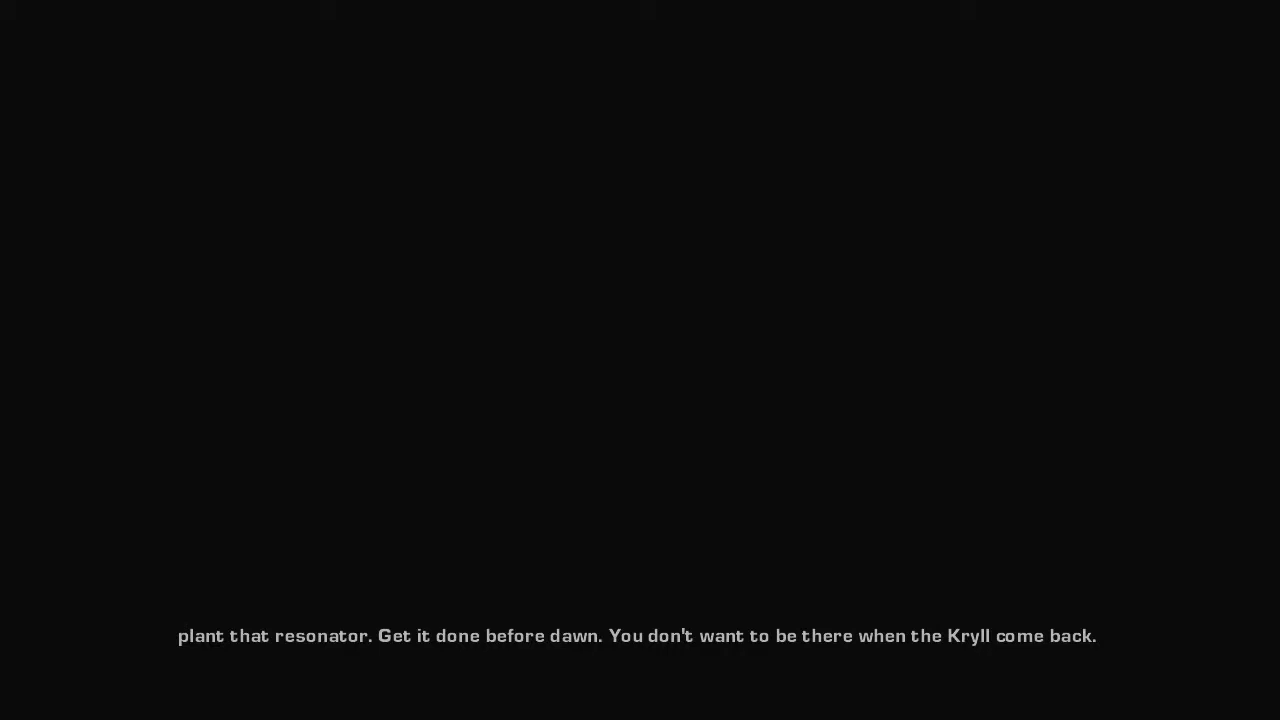 plant that resonator. Get it done before dawn. You don't want to be there when the Kryll come back.